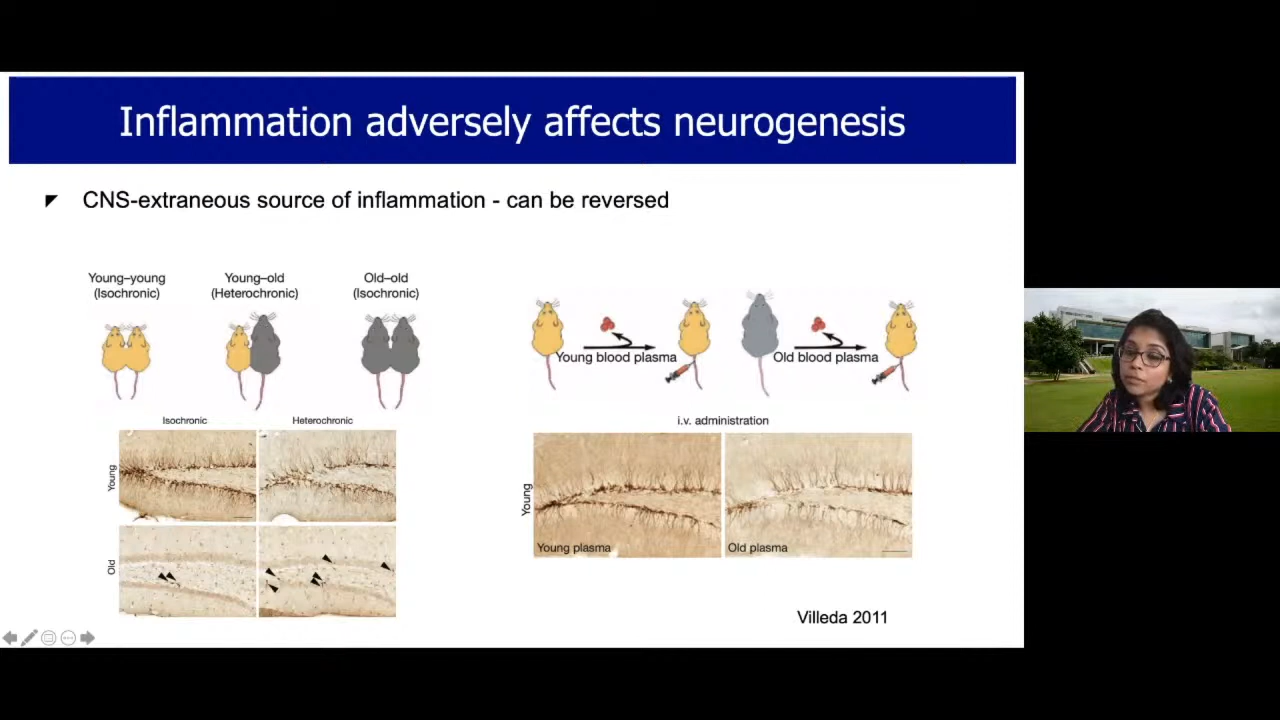 Inflammation adversely affects neurogenesis
CNS-extraneous source of inflammation - can be reversed
Young–young
(Isochronic)
Young–old
(Heterochronic)
Old–old
(Isochronic)
Isochronic
Heterochronic
Young
Old
Young blood plasma
Old blood plasma
i.v. administration
Young
Young plasma
Old plasma
Villeda 2011